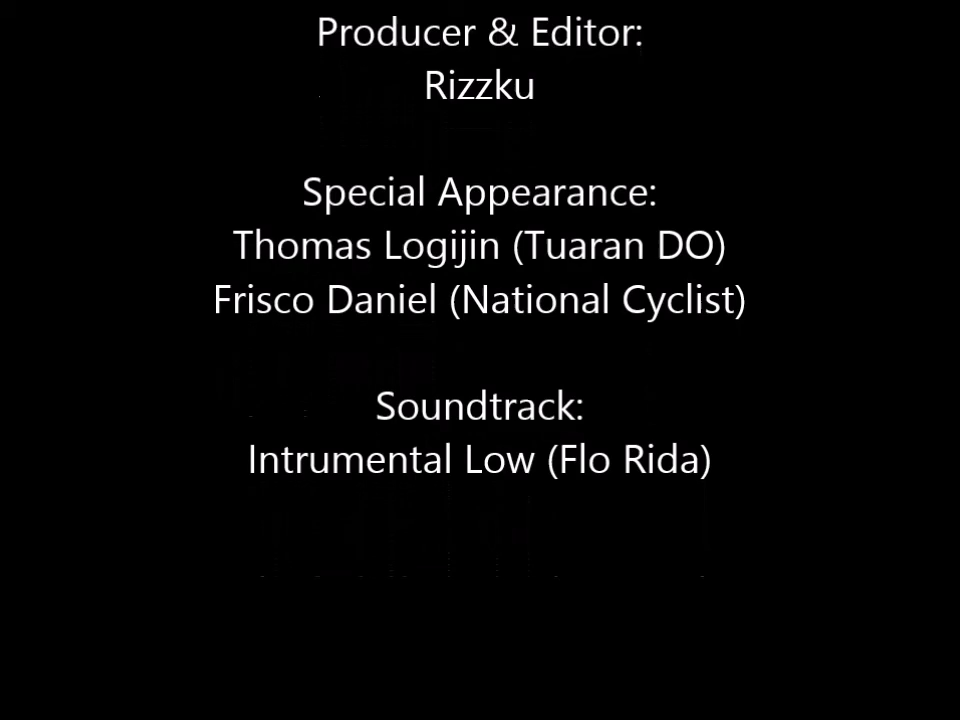 Producer & Editor:
Rizzku
Special Appearance:
Thomas Logijin (Tuaran DO)
Frisco Daniel (National Cyclist)
Soundtrack:
Intrumental Low (Flo Rida)